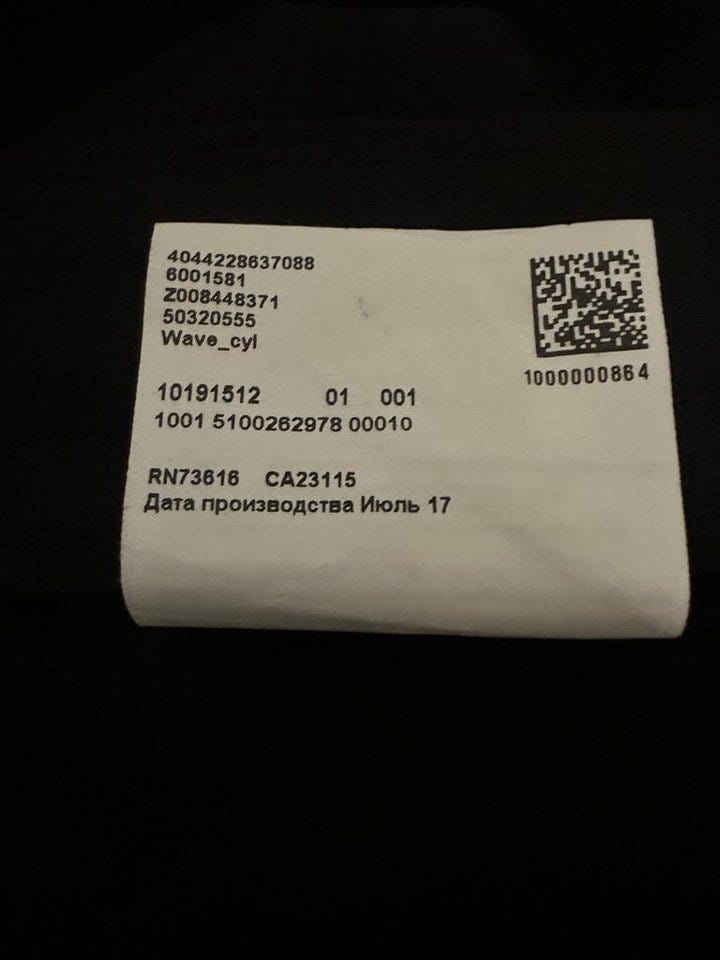 4044228637088
6001581
Z008448371
50320555
Wave_cyl
1000000864
10191512 01 001
1001 5100262978 00010
RN73616 CA23115
Дата производства Июль 17